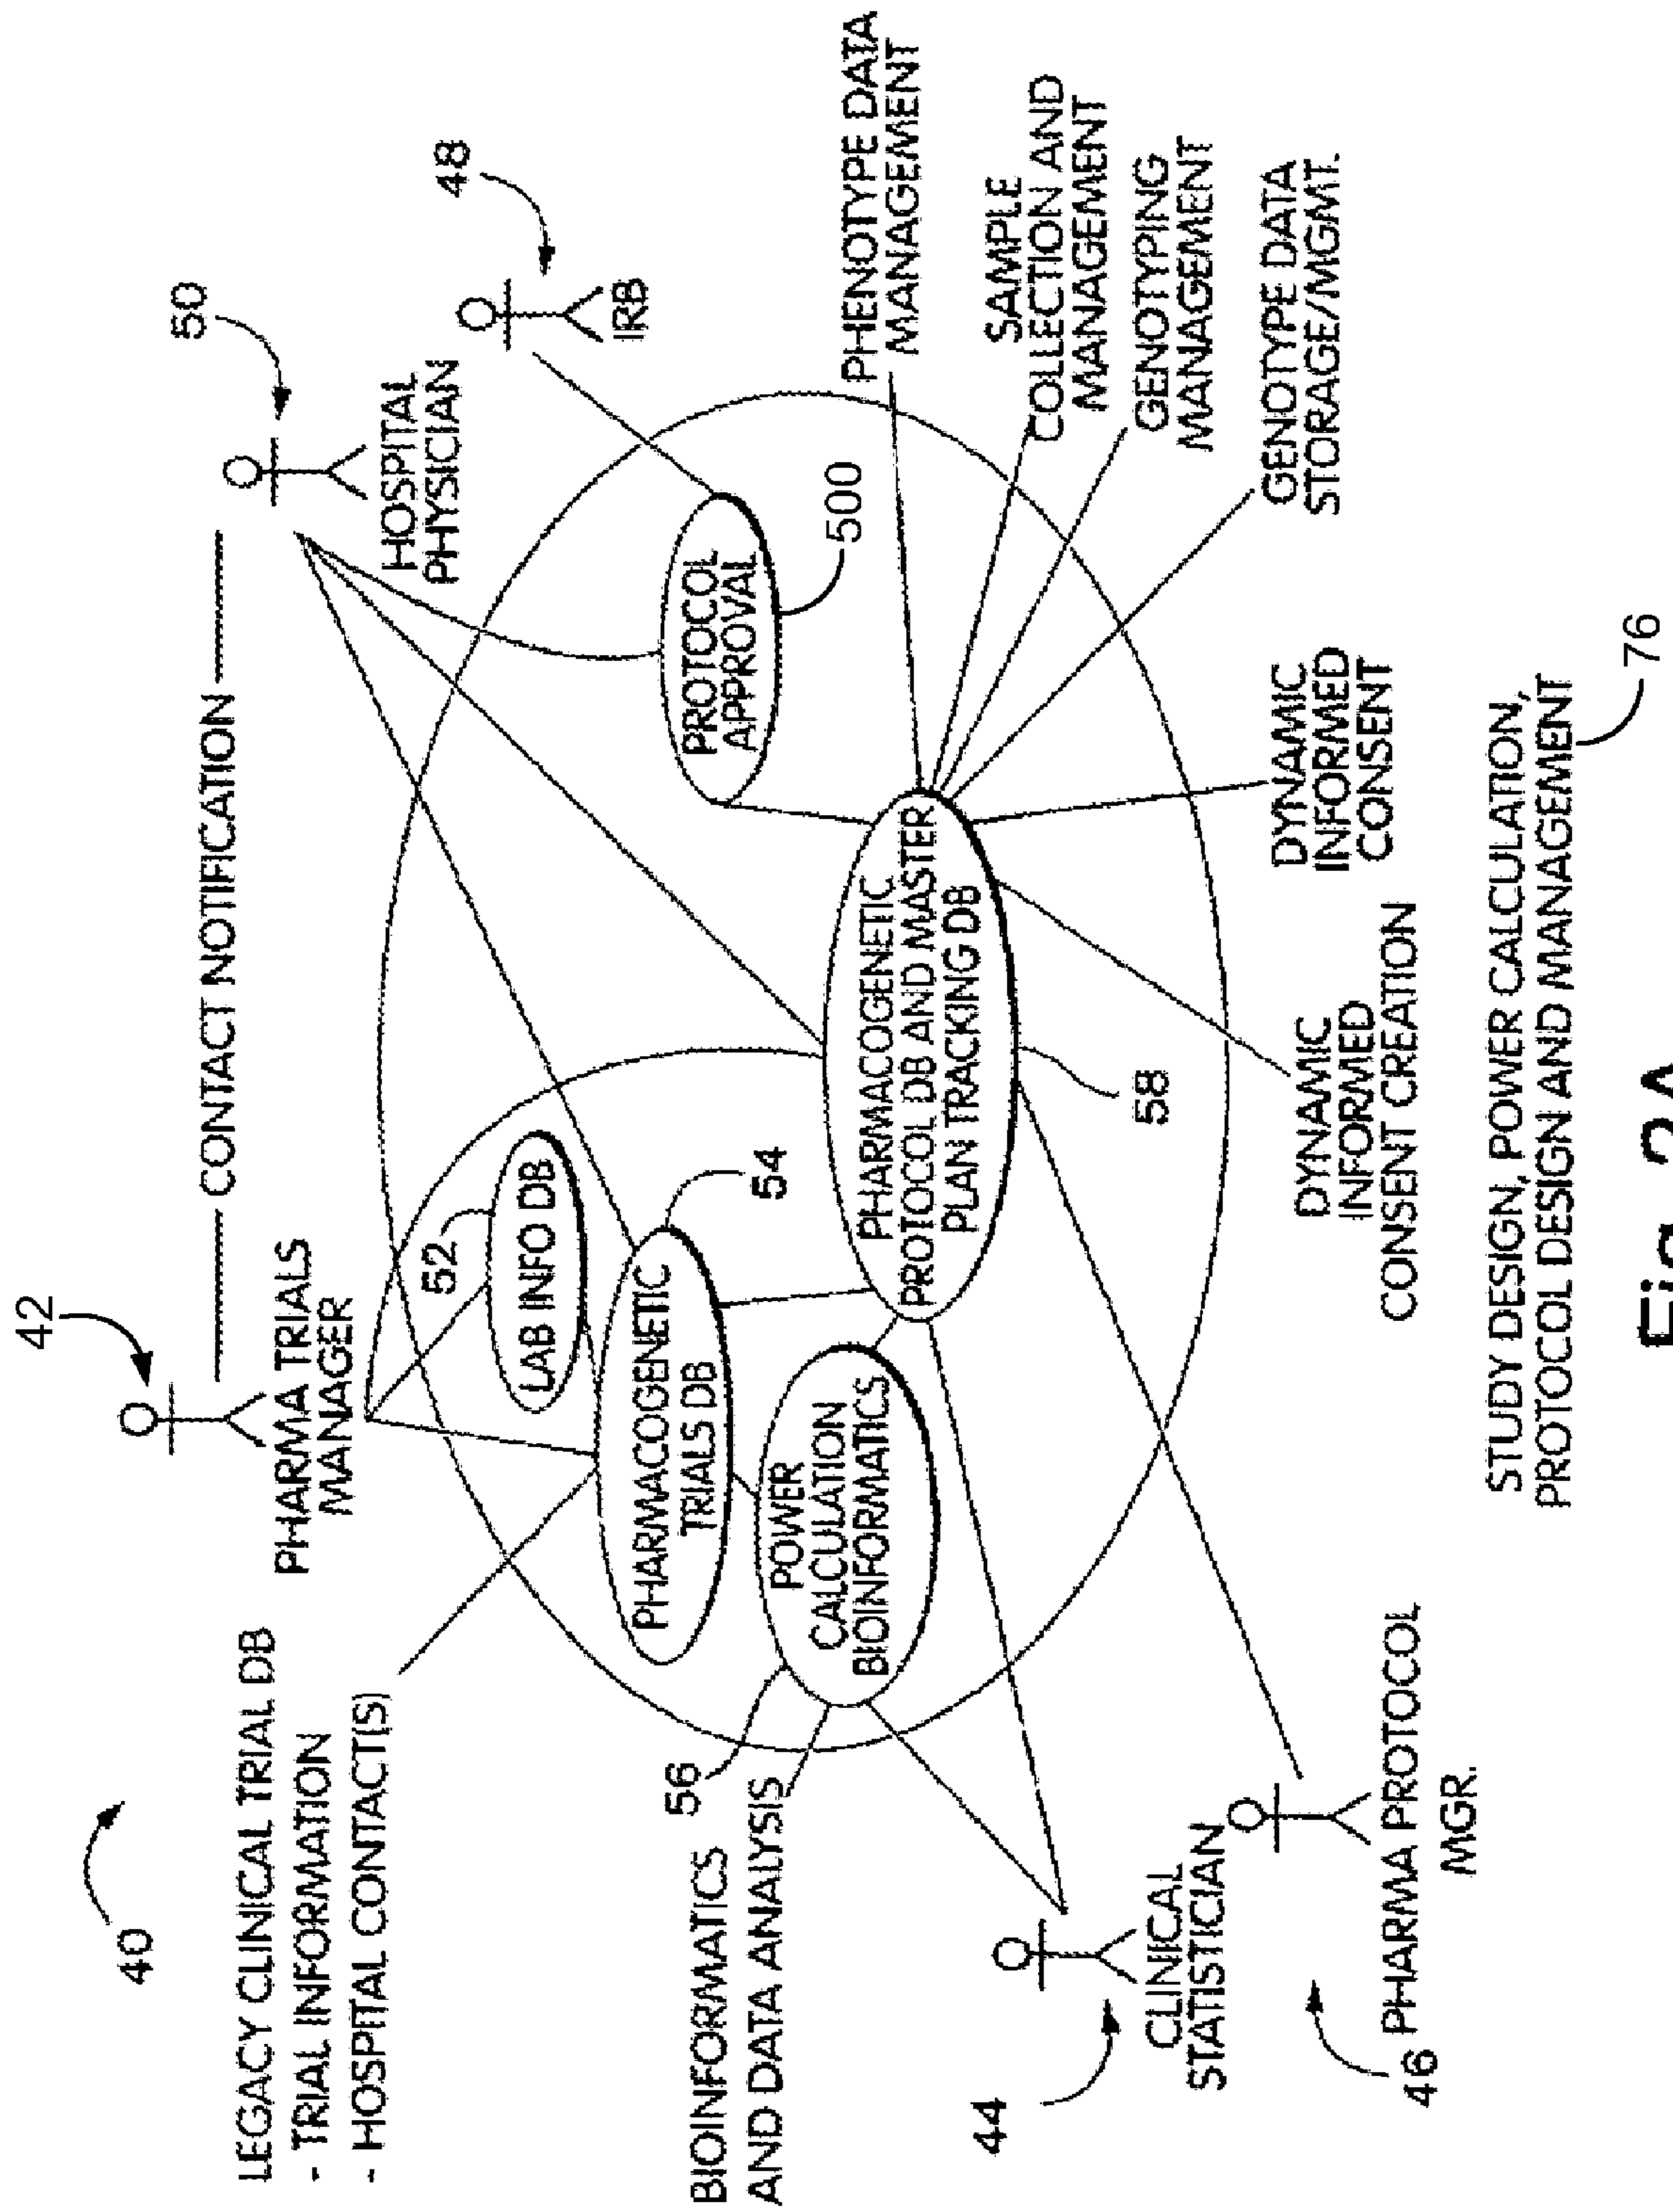 40
LEGACY CLINICAL TRIAL DB
- TRIAL INFORMATION
- HOSPITAL CONTACT(S)
42
PHARMA TRIALS
MANAGER
CONTACT NOTIFICATION
50
HOSPITAL
PHYSICIAN
48
IRB
52
LAB INFO DB
54
PHARMACOGENETIC
TRIALS DB
PROTOCOL
APPROVAL
500
56
BIOINFORMATICS
AND DATA ANALYSIS
POWER
CALCULATION
BIOINFORMATICS
PHARMACOGENETIC
PROTOCOL DB AND MASTER
PLAN TRACKING DB
58
PHENOTYPE DATA
MANAGEMENT
SAMPLE
COLLECTION AND
MANAGEMENT
GENOTYPING
MANAGEMENT
GENOTYPE DATA
STORAGE/MGMT.
44
CLINICAL
STATISTICIAN
46
PHARMA PROTOCOL
MGR.
DYNAMIC
INFORMED
CONSENT CREATION
DYNAMIC
INFORMED
CONSENT
STUDY DESIGN, POWER CALCULATION,
PROTOCOL DESIGN AND MANAGEMENT
76